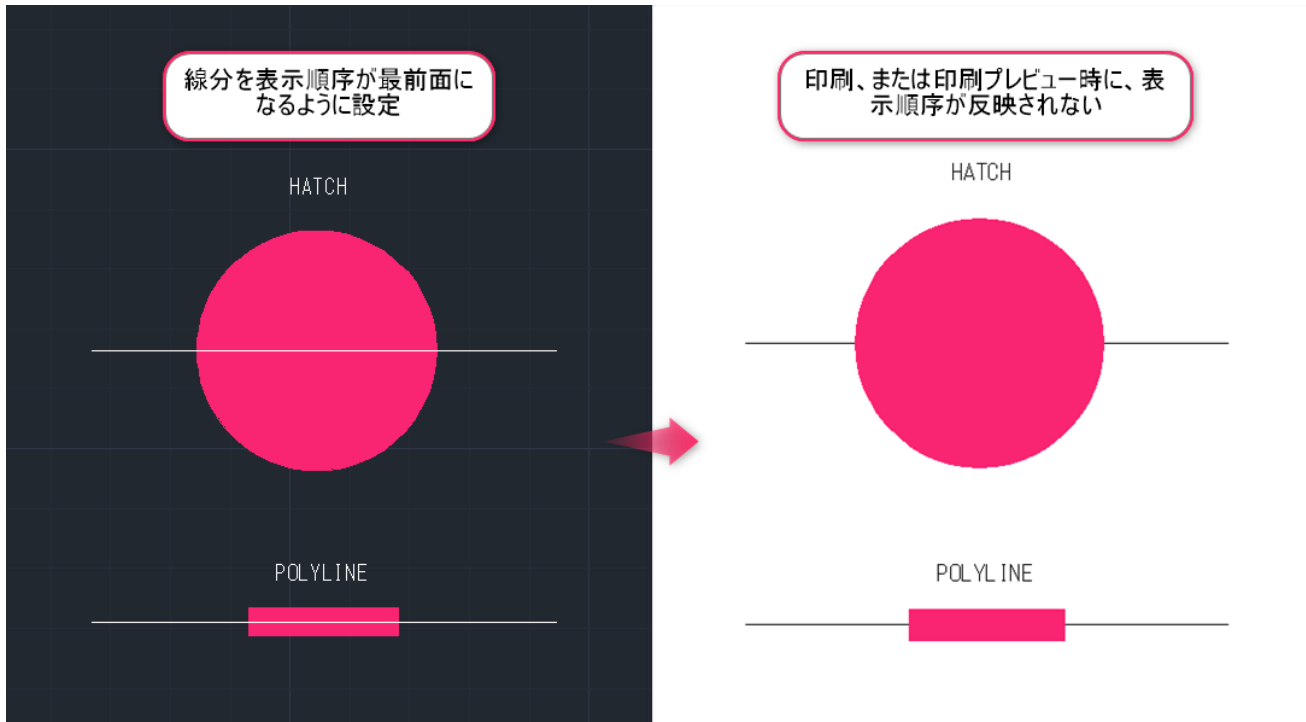 線分を表示順序が最前面に
なるように設定
印刷、または印刷プレビュー時に、表
示順序が反映されない
HATCH
HATCH
POLYLINE
POLYLINE